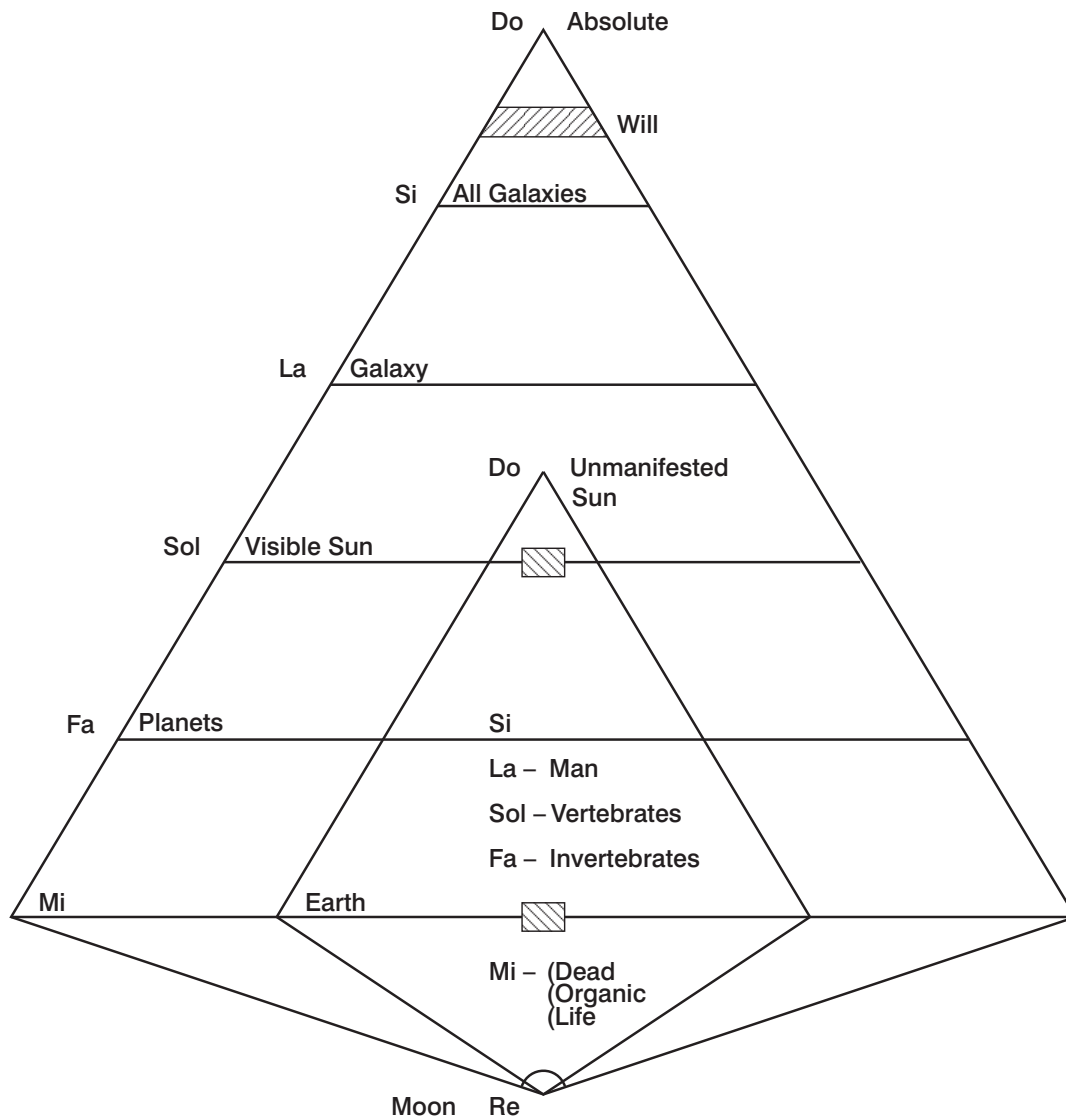 Do Absolute
Will
Si All Galaxies
La Galaxy
Do Unmanifested
Sun
Sol Visible Sun
Fa Planets Si
La – Man
Sol – Vertebrates
Fa – Invertebrates
Mi Earth
Mi – (Dead
(Organic
(Life
Moon Re